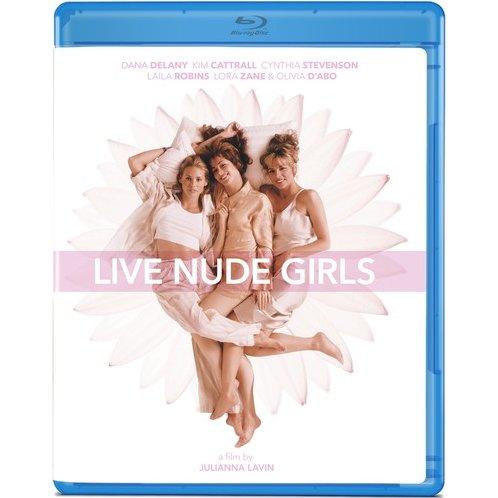 Blu-ray Disc
DANA DELANY KIM CATTRALL CYNTHIA STEVENSON
LAILA ROBINS LORA ZANE & OLIVIA D'ABO
LIVE NUDE GIRLS
a film by
JULIANNA LAVIN